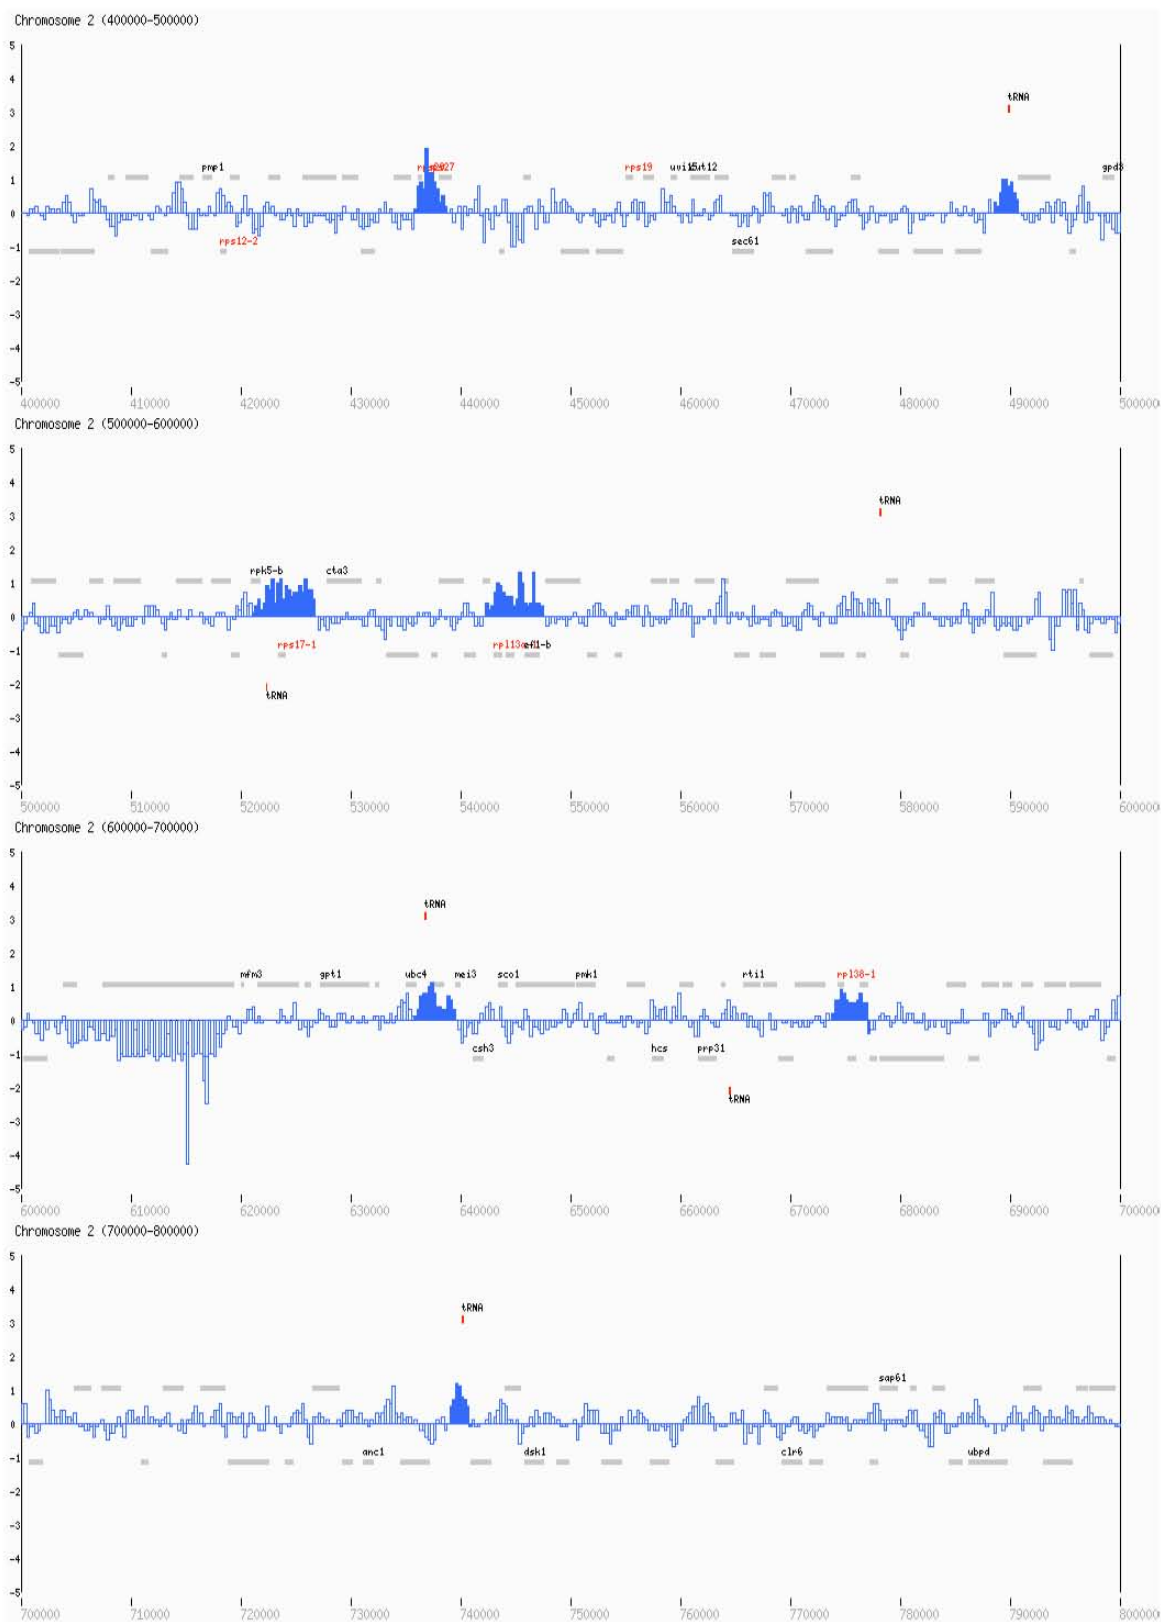 Chromosome 2 (400000-500000)
5
4
tRNA
3
2
pmp1 rps19 gpd3
1
0
rps12-2 sec61
-1
-2
-3
-4
-5
400000 410000 420000 430000 440000 450000 460000 470000 480000 490000 500000
Chromosome 2 (500000-600000)
5
4
tRNA
3
2
rpk5-b cta3
1
0
rps17-1 ef1-b
-1
-2
tRNA
-3
-4
-5
500000 510000 520000 530000 540000 550000 560000 570000 580000 590000 600000
Chromosome 2 (600000-700000)
5
4
tRNA
3
2
mfm3 gpt1 ubc4 mei3 sco1 pmk1 rti1 rpl38-1
1
0
csh3 hcs prp31
-1
-2
tRNA
-3
-4
-5
600000 610000 620000 630000 640000 650000 660000 670000 680000 690000 700000
Chromosome 2 (700000-800000)
5
4
tRNA
3
2
sap61
1
0
anc1 dsk1 clr6 ubpd
-1
-2
-3
-4
-5
700000 710000 720000 730000 740000 750000 760000 770000 780000 790000 800000